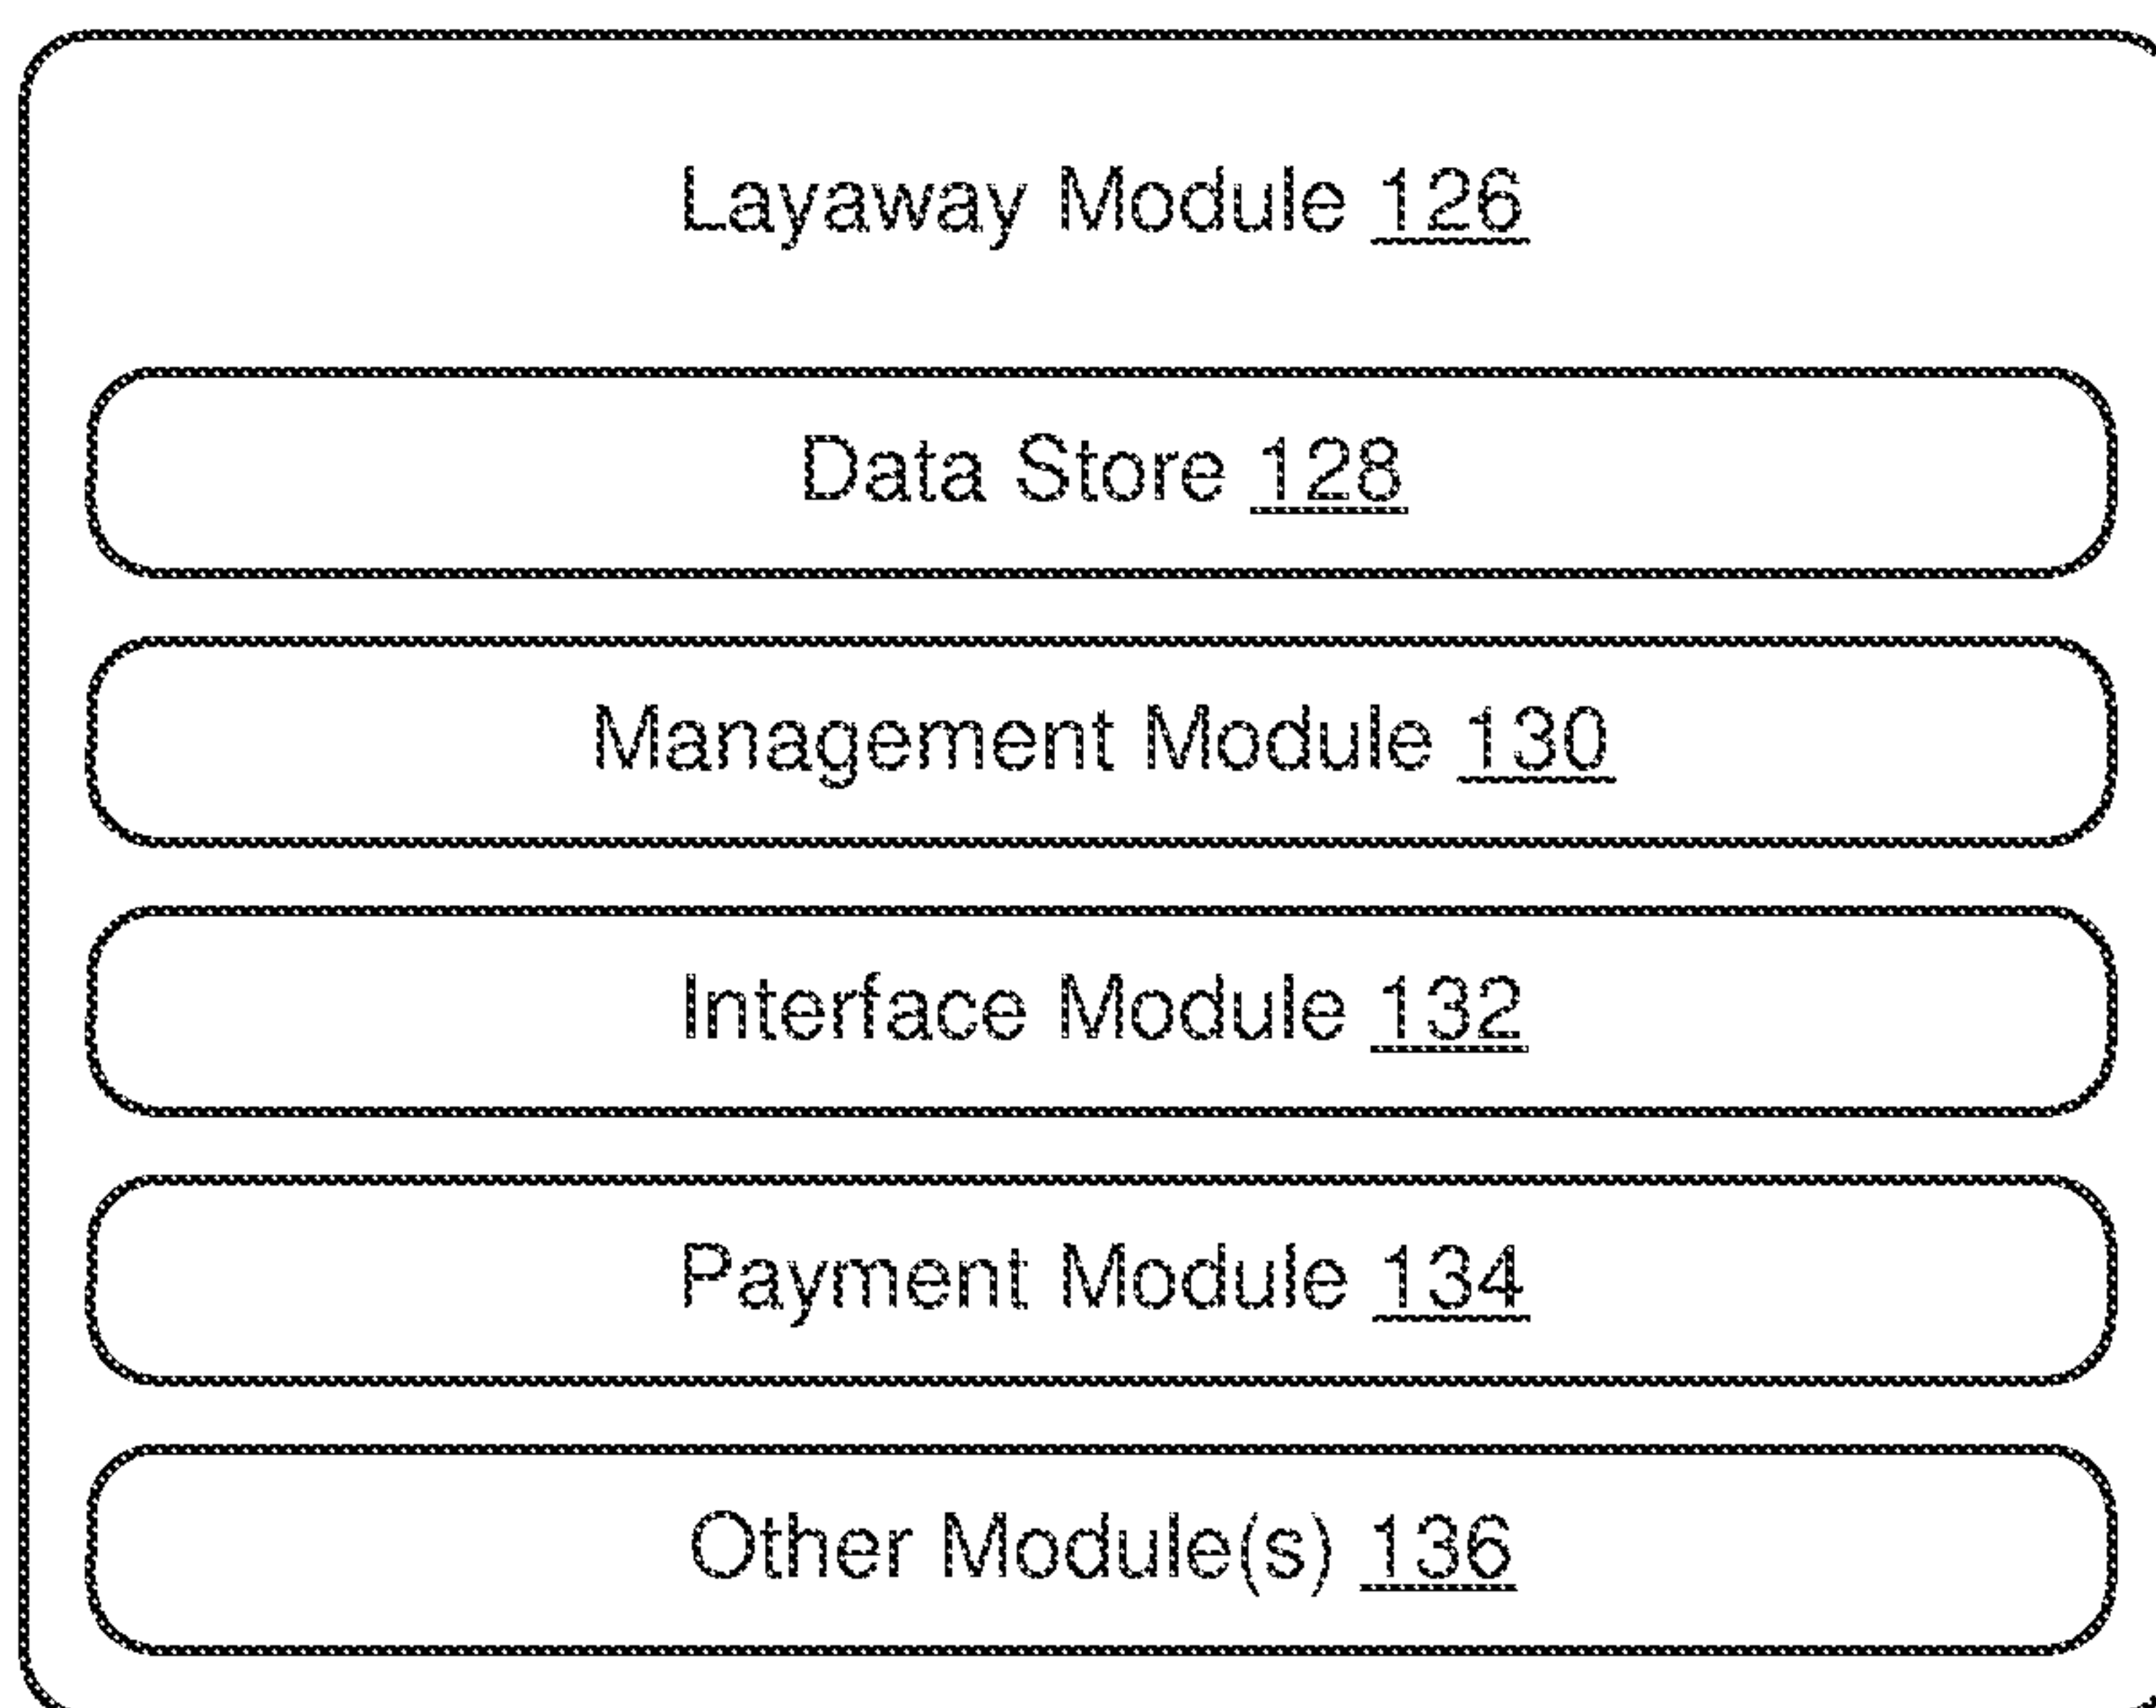 Layaway Module 126
Data Store 128
Management Module 130
Interface Module 132
Payment Module 134
Other Module(s) 136